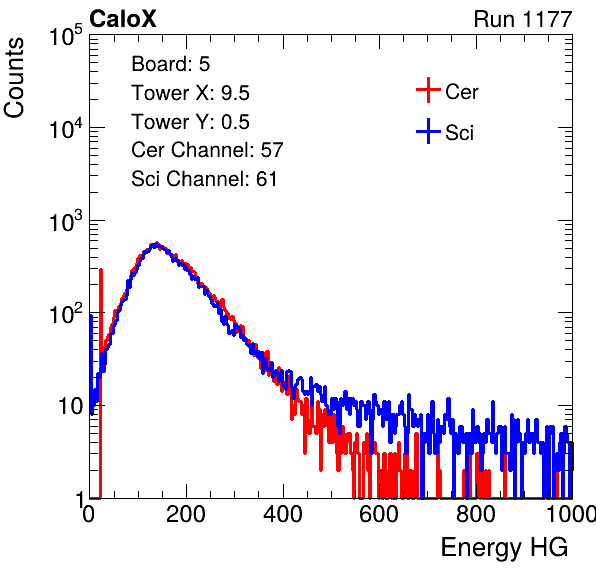 CaloX Run 1177
Counts
10^5
10^4
10^3
10^2
10
1
Board: 5
Tower X: 9.5
Tower Y: 0.5
Cer Channel: 57
Sci Channel: 61
Cer
Sci
0 200 400 600 800 1000
Energy HG